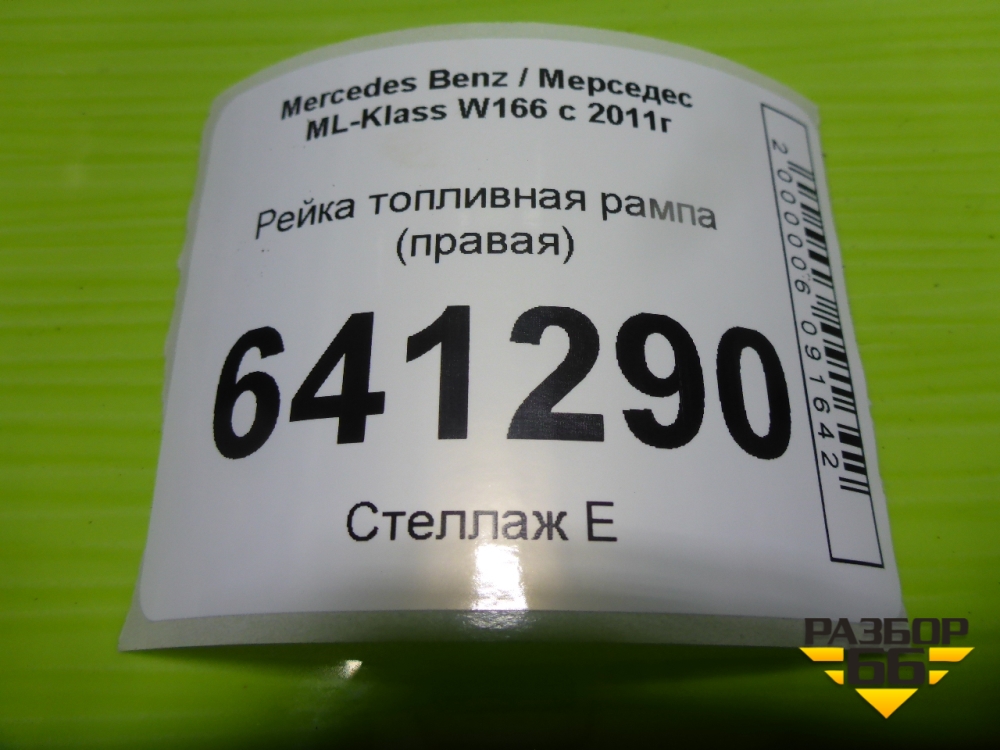 Mercedes Benz / Мерседес
ML-Klass W166 с 2011г
Рейка топливная рампа
(правая)
641290
Стеллаж Е
2000006091642
РАЗБОР
66